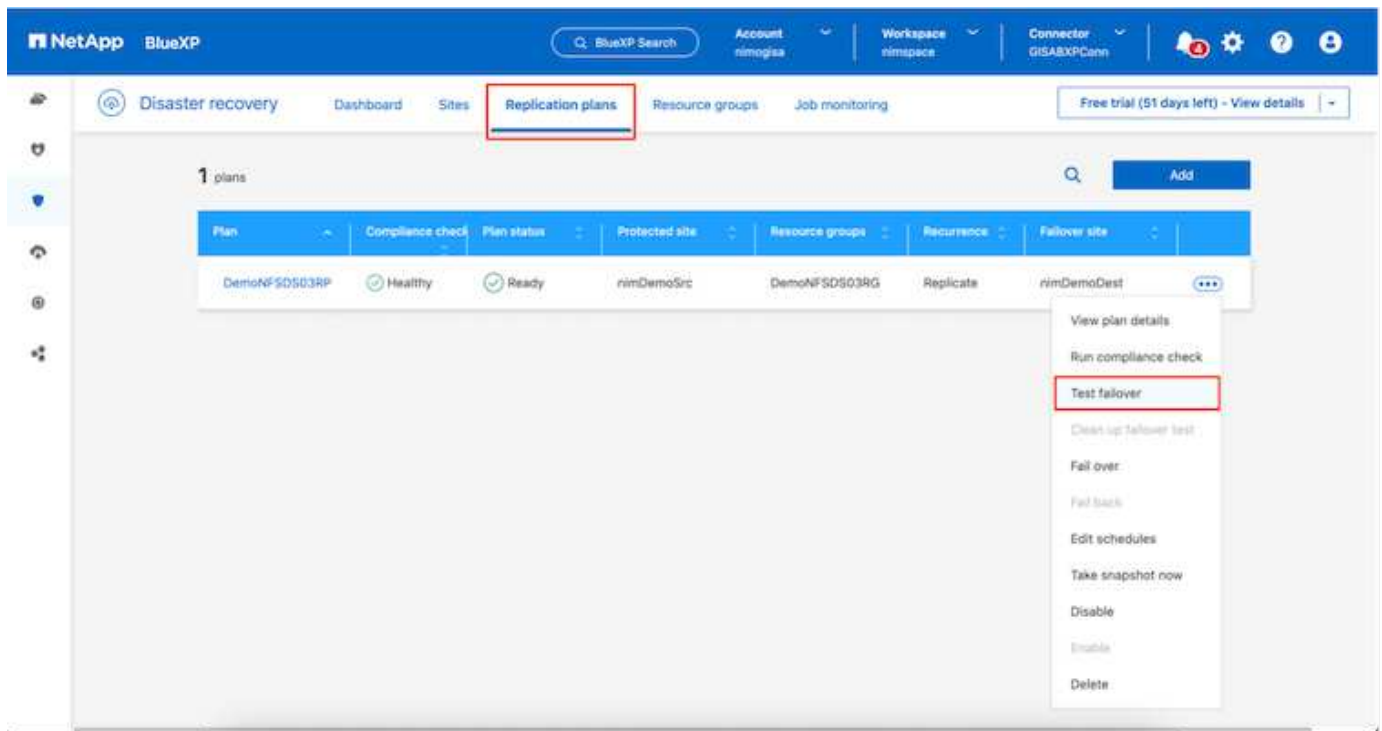 NetApp BlueXP
BlueXP Search
Account
nimogisa
Workspace
nimspace
Connector
GISABXPConn
4
Disaster recovery
Dashboard
Sites
Replication plans
Resource groups
Job monitoring
Free trial (51 days left) - View details
1 plans
Add
Plan
Compliance check
Plan status
Protected site
Resource groups
Recurrence
Failover site
DemoNFSDS03RP
Healthy
Ready
nimDemoSrc
DemoNFSDS03RG
Replicate
nimDemoDest
View plan details
Run compliance check
Test failover
Clean up failover test
Fail over
Fail back
Edit schedules
Take snapshot now
Disable
Enable
Delete